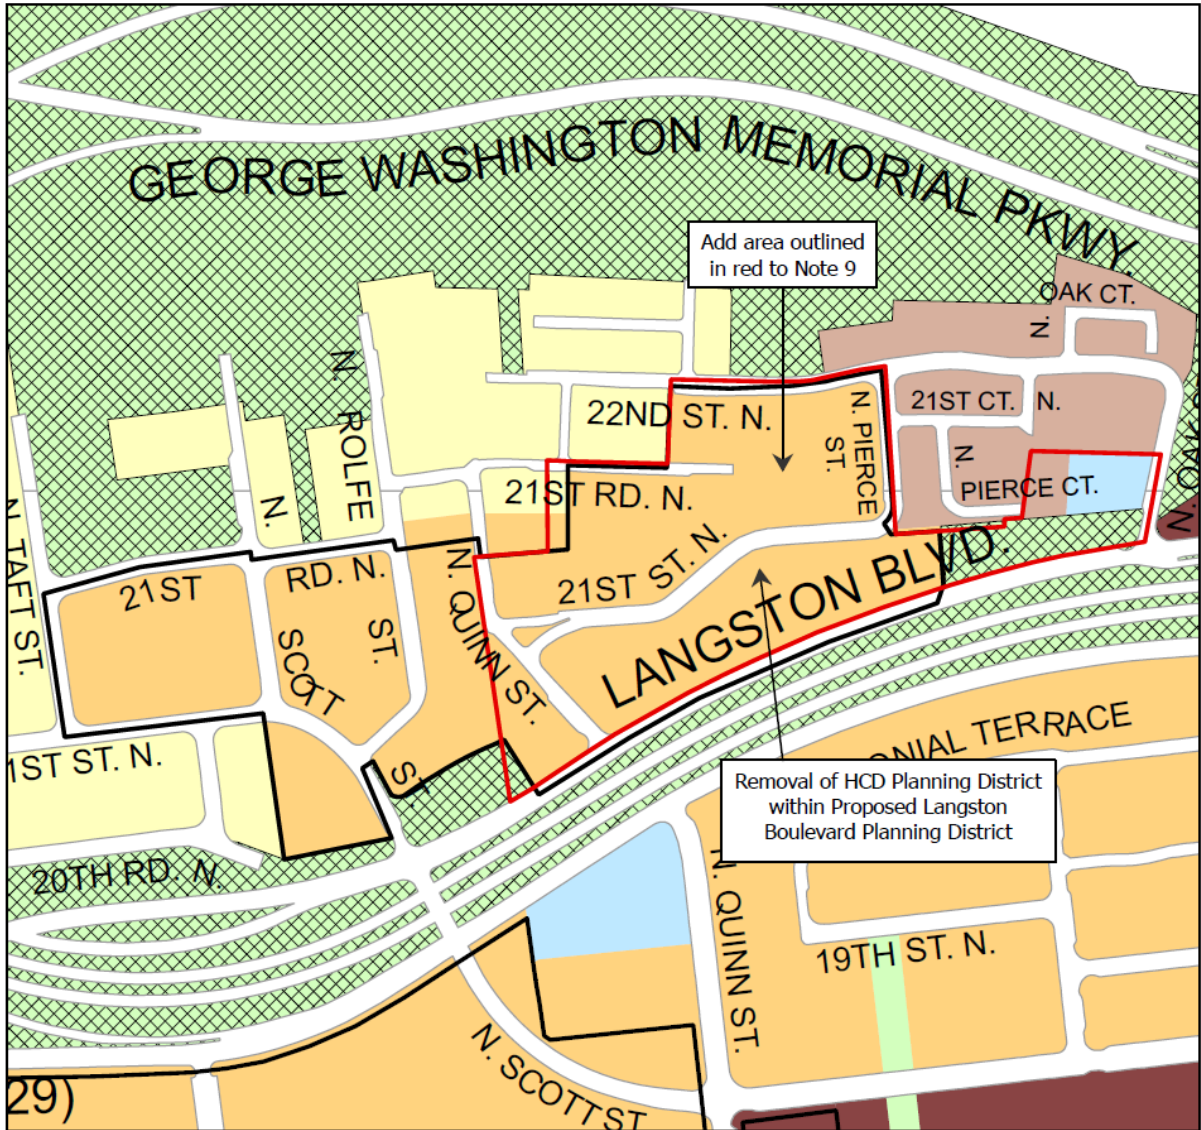 GEORGE WASHINGTON MEMORIAL PKWY.
Add area outlined
in red to Note 9
OAK CT.
N.
N.
ROLFE
22ND ST. N.
N. PIERCE
ST.
21ST CT. N.
N.
PIERCE CT.
N. OAK
21ST RD. N.
N.
N. TAFT ST.
21ST
RD. N.
ST.
SCOTT
ST.
N. QUINN ST.
21ST ST. N.
LANGSTON BLVD.
1ST ST. N.
ONIAL TERRACE
Removal of HCD Planning District
within Proposed Langston
Boulevard Planning District
20TH RD. N.
N. QUINN ST.
19TH ST. N.
N. SCOTT ST
29)